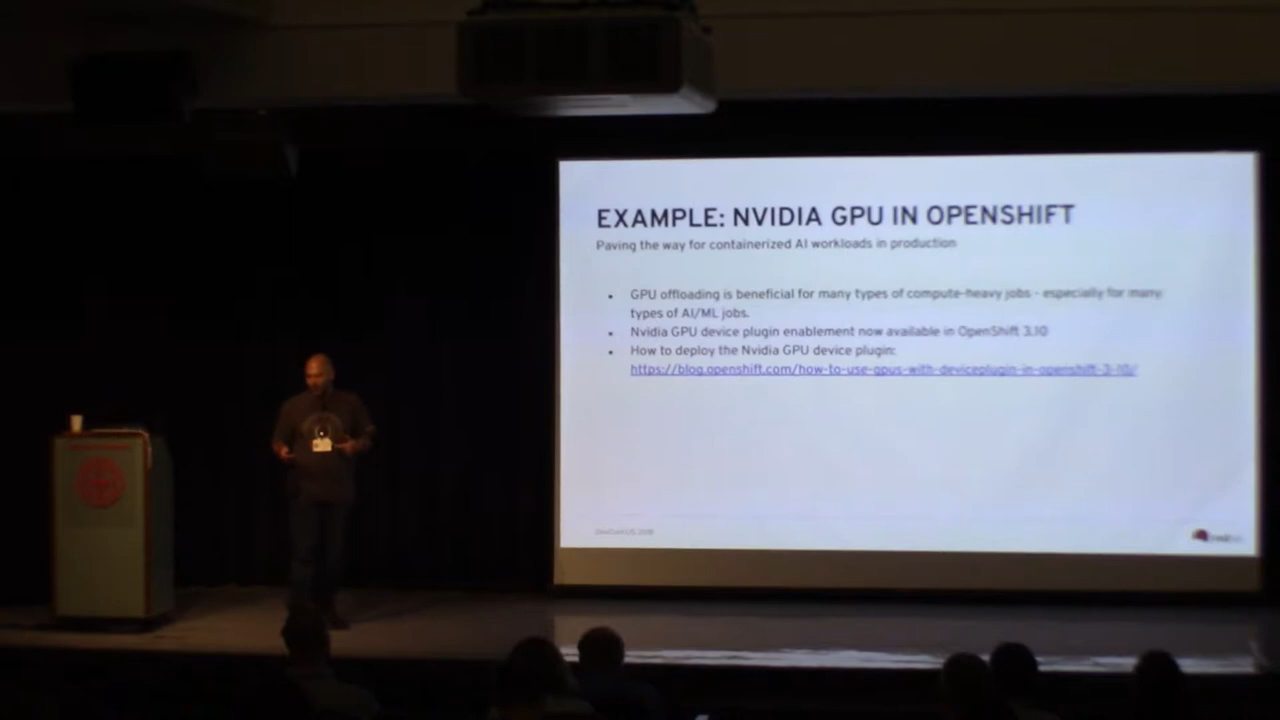 EXAMPLE: NVIDIA GPU IN OPENSHIFT
Paving the way for containerized AI workloads in production
• GPU offloading is beneficial for many types of compute-heavy jobs - especially for many
types of AI/ML jobs.
• Nvidia GPU device plugin enablement now available in OpenShift 3.10
• How to deploy the Nvidia GPU device plugin:
https://blog.openshift.com/how-to-use-gpus-with-deviceplugin-in-openshift-3-10/